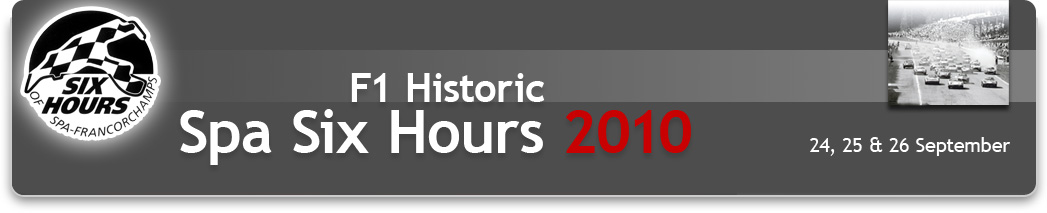 SIX
HOURS
OF SPA-FRANCORCHAMPS
F1 Historic
Spa Six Hours 2010
24, 25 & 26 September